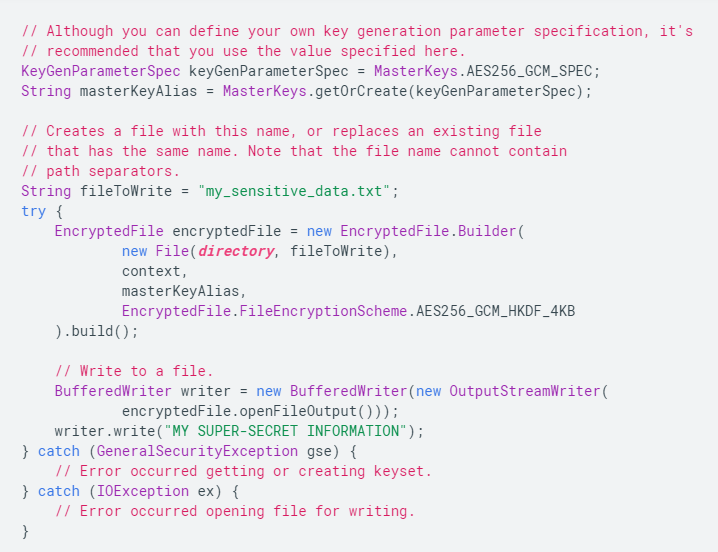 // Although you can define your own key generation parameter specification, it's
// recommended that you use the value specified here.
KeyGenParameterSpec keyGenParameterSpec = MasterKeys.AES256_GCM_SPEC;
String masterKeyAlias = MasterKeys.getOrCreate(keyGenParameterSpec);

// Creates a file with this name, or replaces an existing file
// that has the same name. Note that the file name cannot contain
// path separators.
String fileToWrite = "my_sensitive_data.txt";
try {
    EncryptedFile encryptedFile = new EncryptedFile.Builder(
            new File(directory, fileToWrite),
            context,
            masterKeyAlias,
            EncryptedFile.FileEncryptionScheme.AES256_GCM_HKDF_4KB
    ).build();

    // Write to a file.
    BufferedWriter writer = new BufferedWriter(new OutputStreamWriter(
            encryptedFile.openFileOutput()));
    writer.write("MY SUPER-SECRET INFORMATION");
} catch (GeneralSecurityException gse) {
    // Error occurred getting or creating keyset.
} catch (IOException ex) {
    // Error occurred opening file for writing.
}